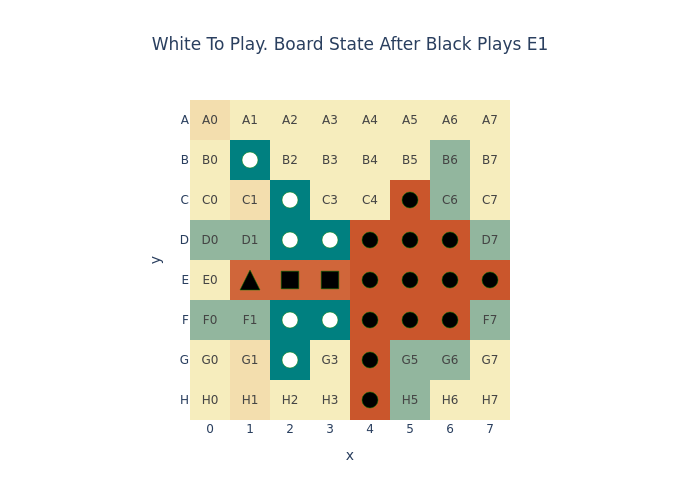 White To Play. Board State After Black Plays E1
A A0 A1 A2 A3 A4 A5 A6 A7
B B0 B2 B3 B4 B5 B6 B7
C C0 C1 C3 C4 C6 C7
D D0 D1 D7
E E0
F F0 F1 F7
G G0 G1 G3 G5 G6 G7
H H0 H1 H2 H3 H5 H6 H7
0 1 2 3 4 5 6 7
x
y